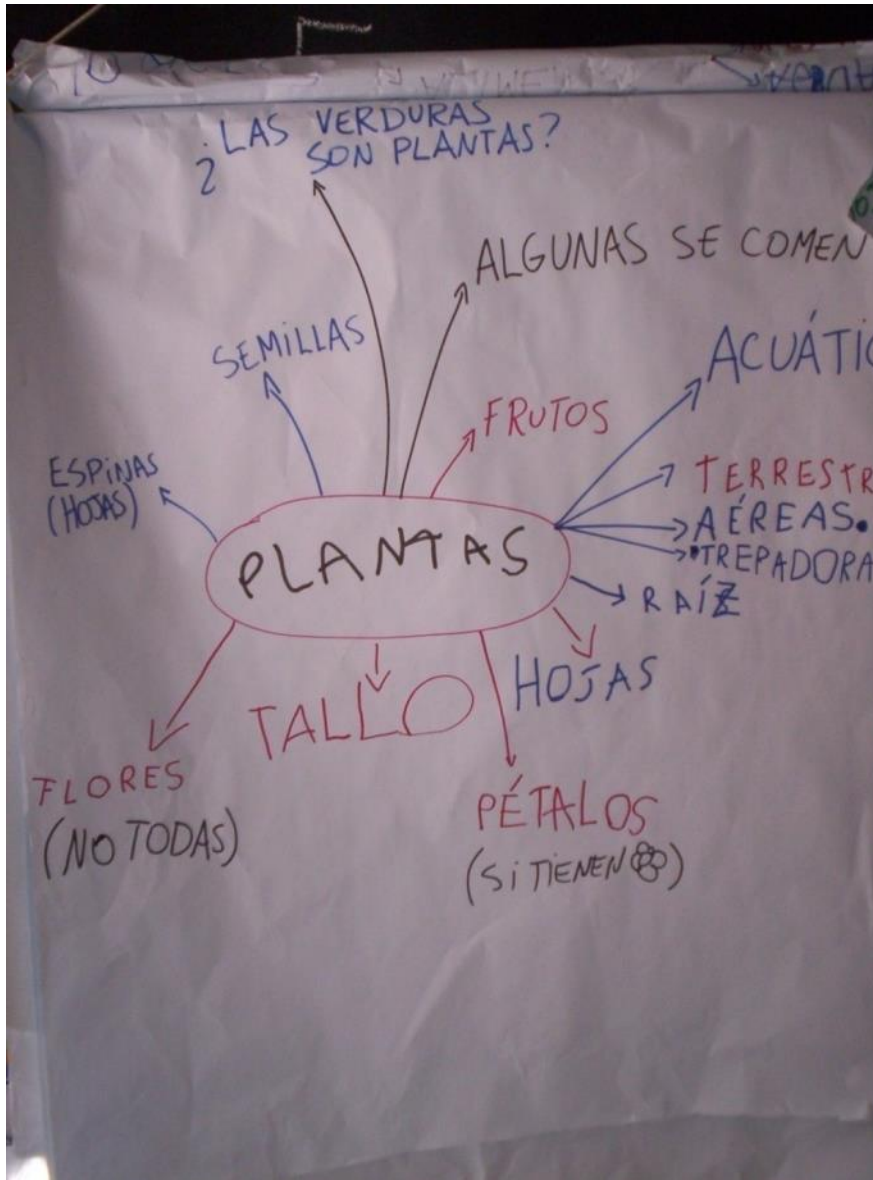 ¿LAS VERDURAS
SON PLANTAS?
ALGUNAS SE COMEN
SEMILLAS
ACUÁTIC
FRUTOS
ESPINAS
(HOJAS)
TERRESTR
AÉREAS.
TREPADORA
PLANTAS
RAÍZ
HOJAS
TALLO
FLORES
(NO TODAS)
PÉTALOS
(SI TIENEN)